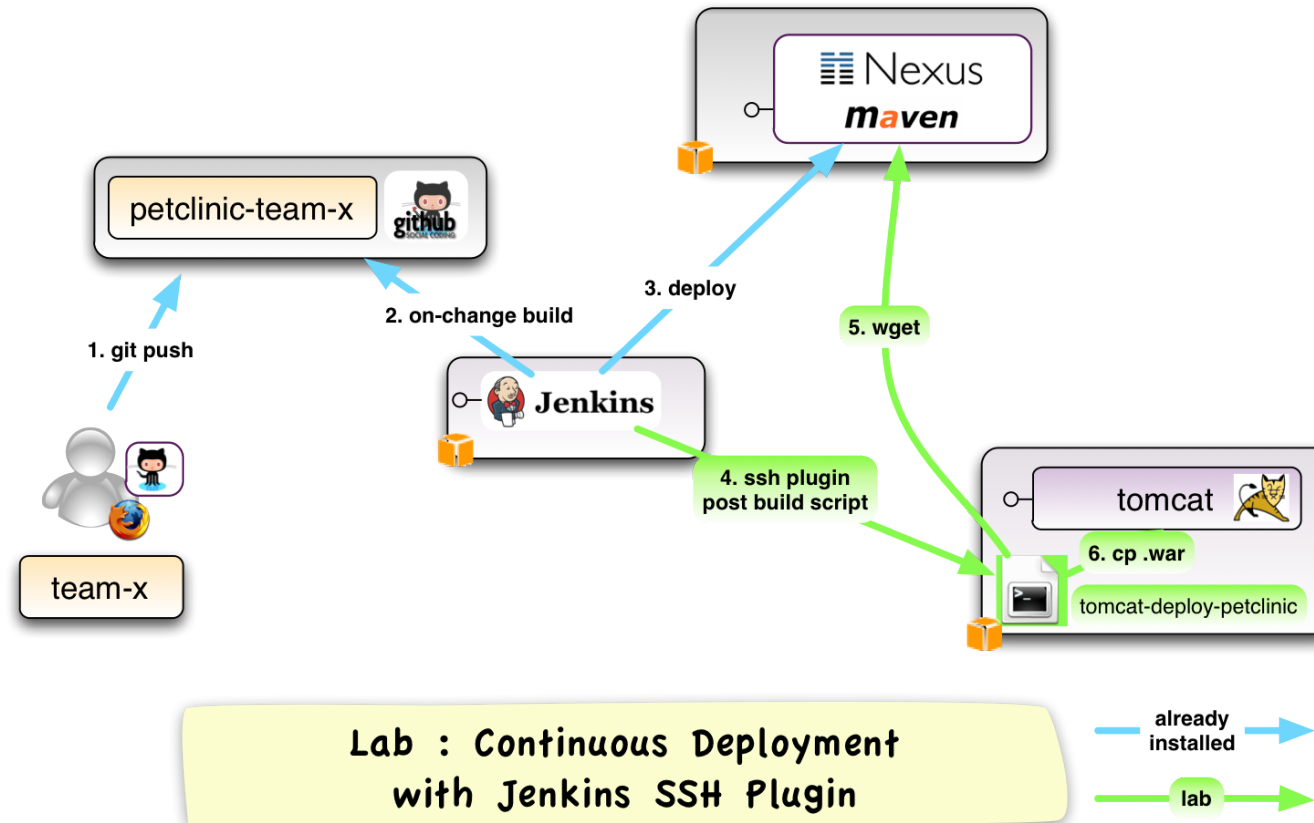 Nexus
maven
petclinic-team-x
github
SOCIAL CODING
3. deploy
2. on-change build
5. wget
1. git push
Jenkins
4. ssh plugin
post build script
tomcat
6. cp .war
>_
team-x
tomcat-deploy-petclinic
Lab : Continuous Deployment
with Jenkins SSH Plugin
already
installed
lab